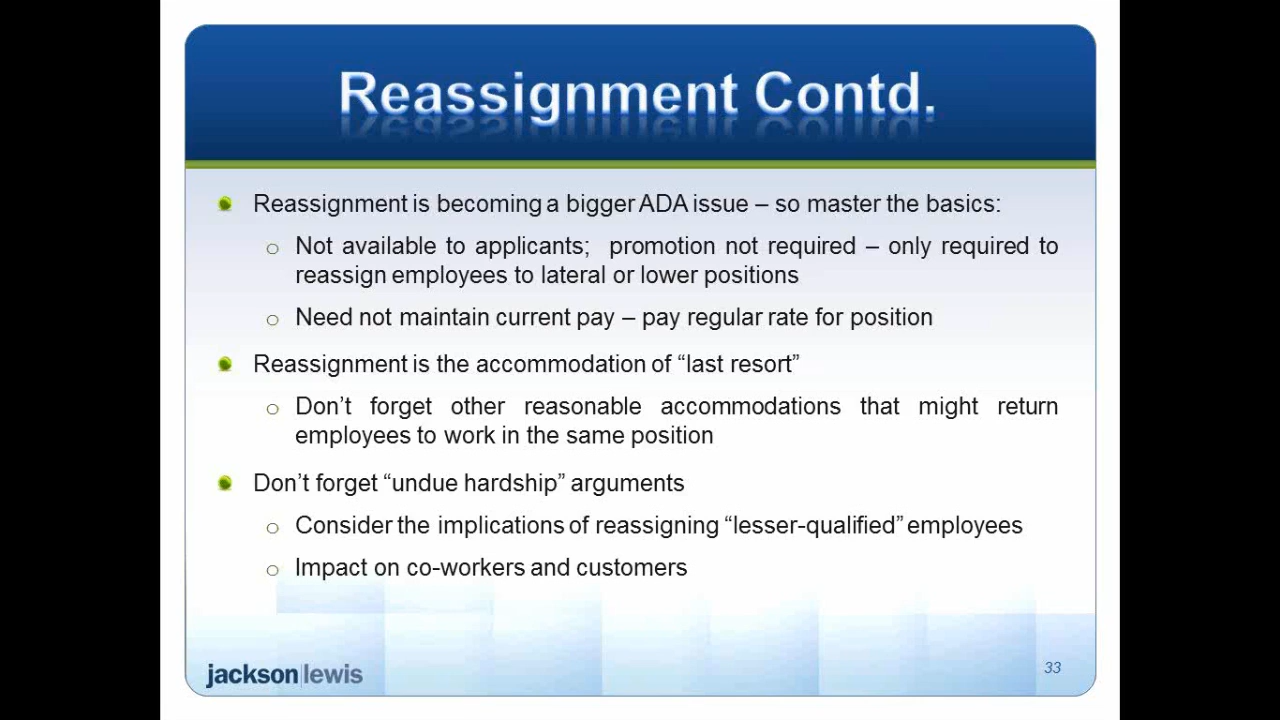 Reassignment Contd.
Reassignment is becoming a bigger ADA issue – so master the basics:
Not available to applicants; promotion not required – only required to
reassign employees to lateral or lower positions
Need not maintain current pay – pay regular rate for position
Reassignment is the accommodation of “last resort”
Don’t forget other reasonable accommodations that might return
employees to work in the same position
Don’t forget “undue hardship” arguments
Consider the implications of reassigning “lesser-qualified” employees
Impact on co-workers and customers
jackson|lewis
33